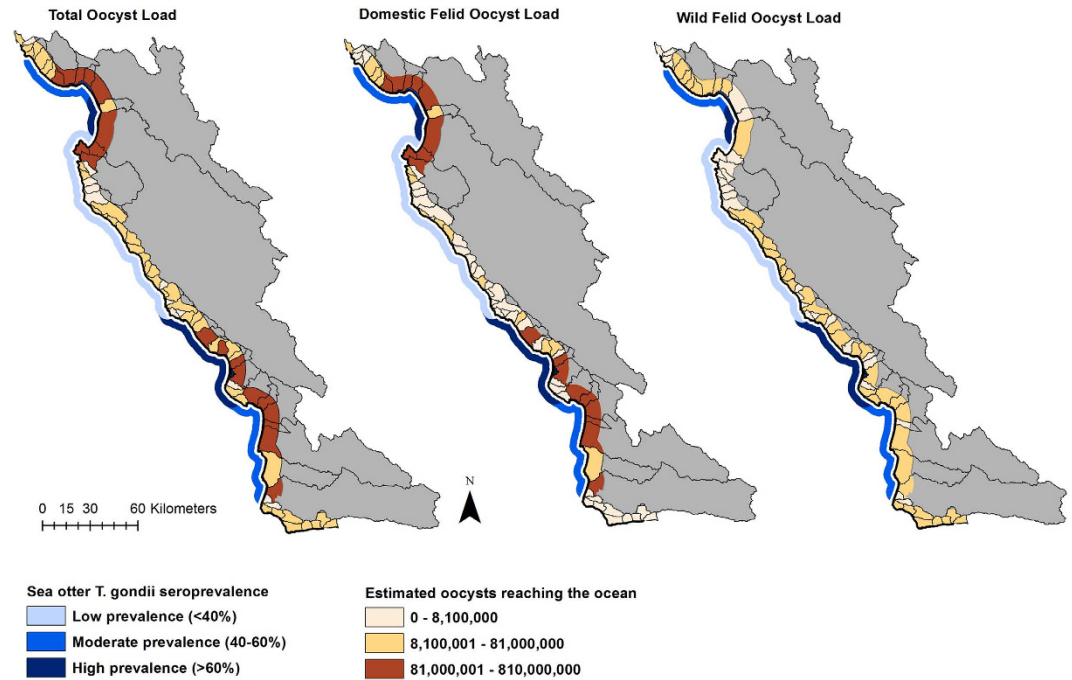 Total Oocyst Load
Domestic Felid Oocyst Load
Wild Felid Oocyst Load
N
0 15 30 60 Kilometers
Sea otter T. gondii seroprevalence
Low prevalence (<40%)
Moderate prevalence (40-60%)
High prevalence (>60%)
Estimated oocysts reaching the ocean
0 - 8,100,000
8,100,001 - 81,000,000
81,000,001 - 810,000,000